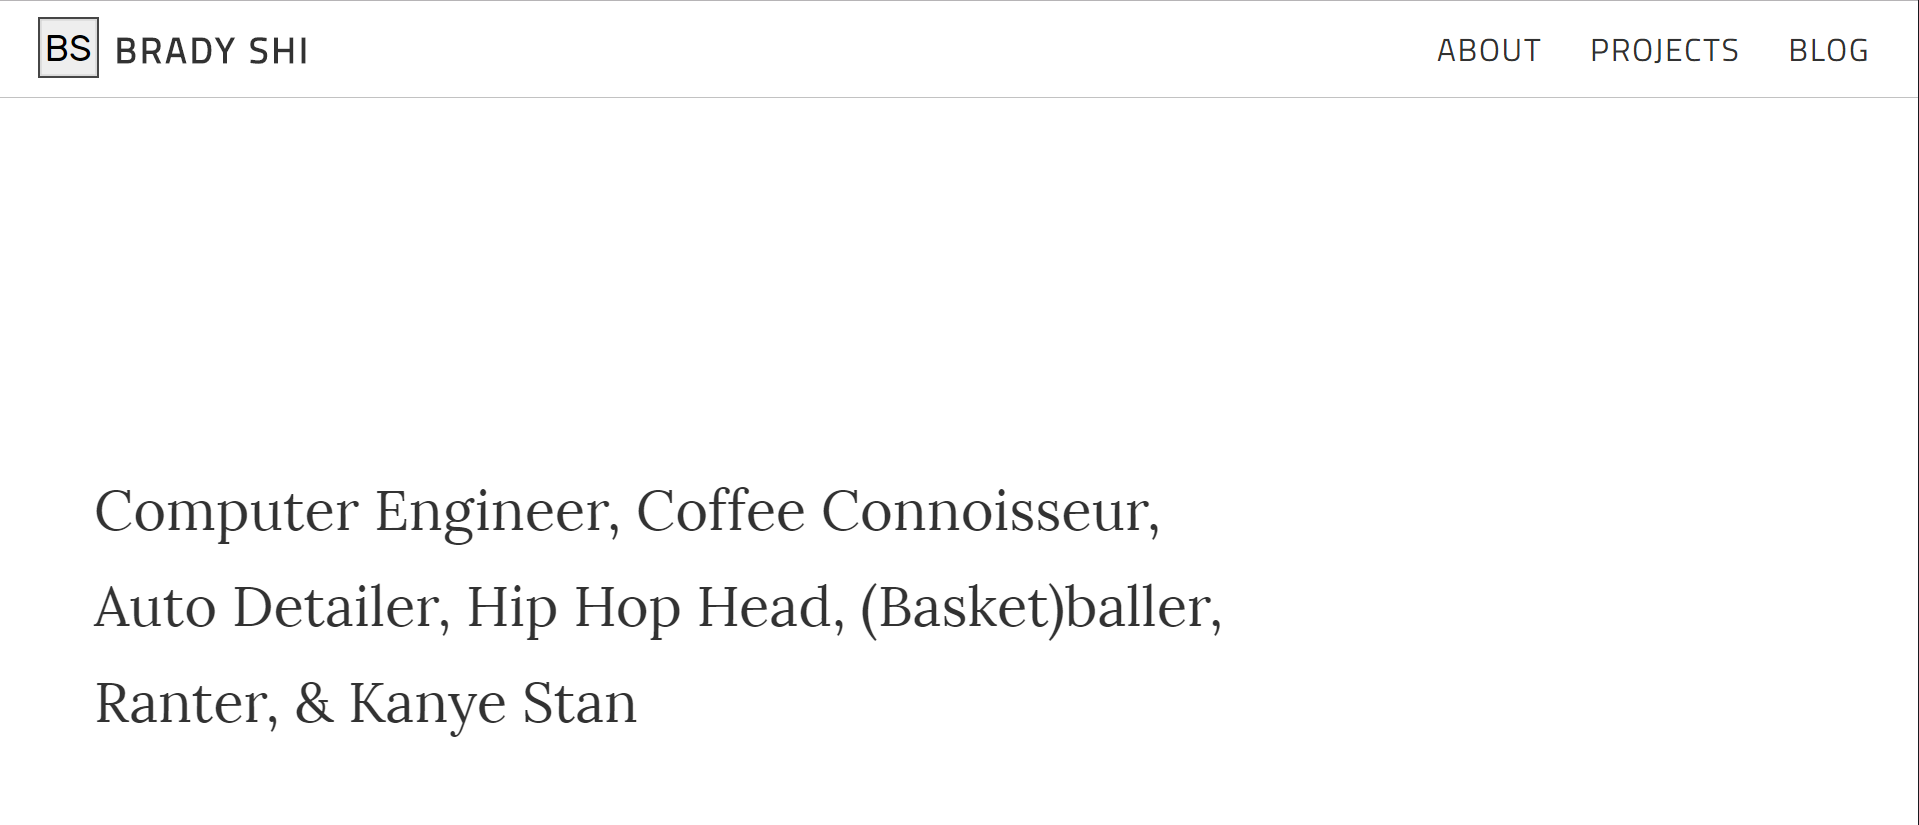 BS BRADY SHI ABOUT PROJECTS BLOG
Computer Engineer, Coffee Connoisseur,
Auto Detailer, Hip Hop Head, (Basket)baller,
Ranter, & Kanye Stan